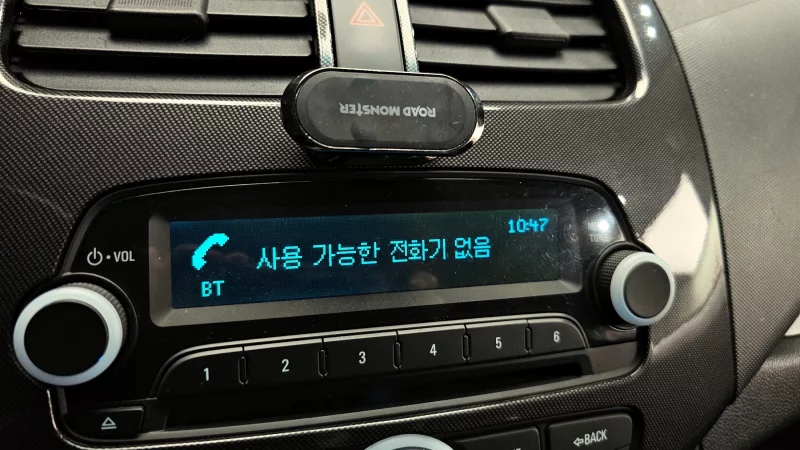 ROAD MONSTER
10:47
VOL
사용 가능한 전화기 없음
BT
1 2 3 4 5 6
BACK